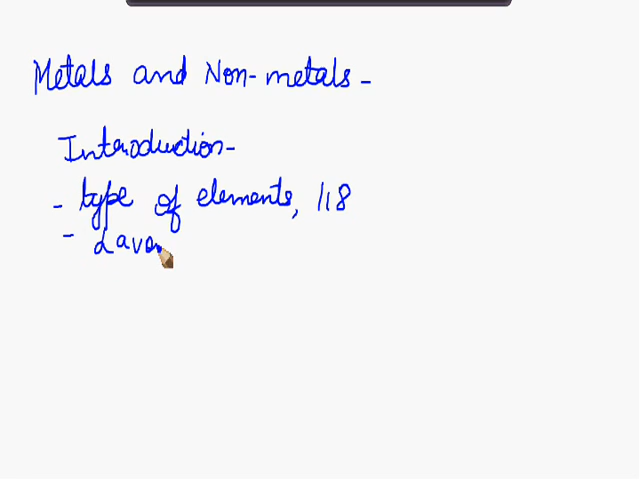 Metals and Non-metals -
Introduction-
- type of elements, 118
- Lavo